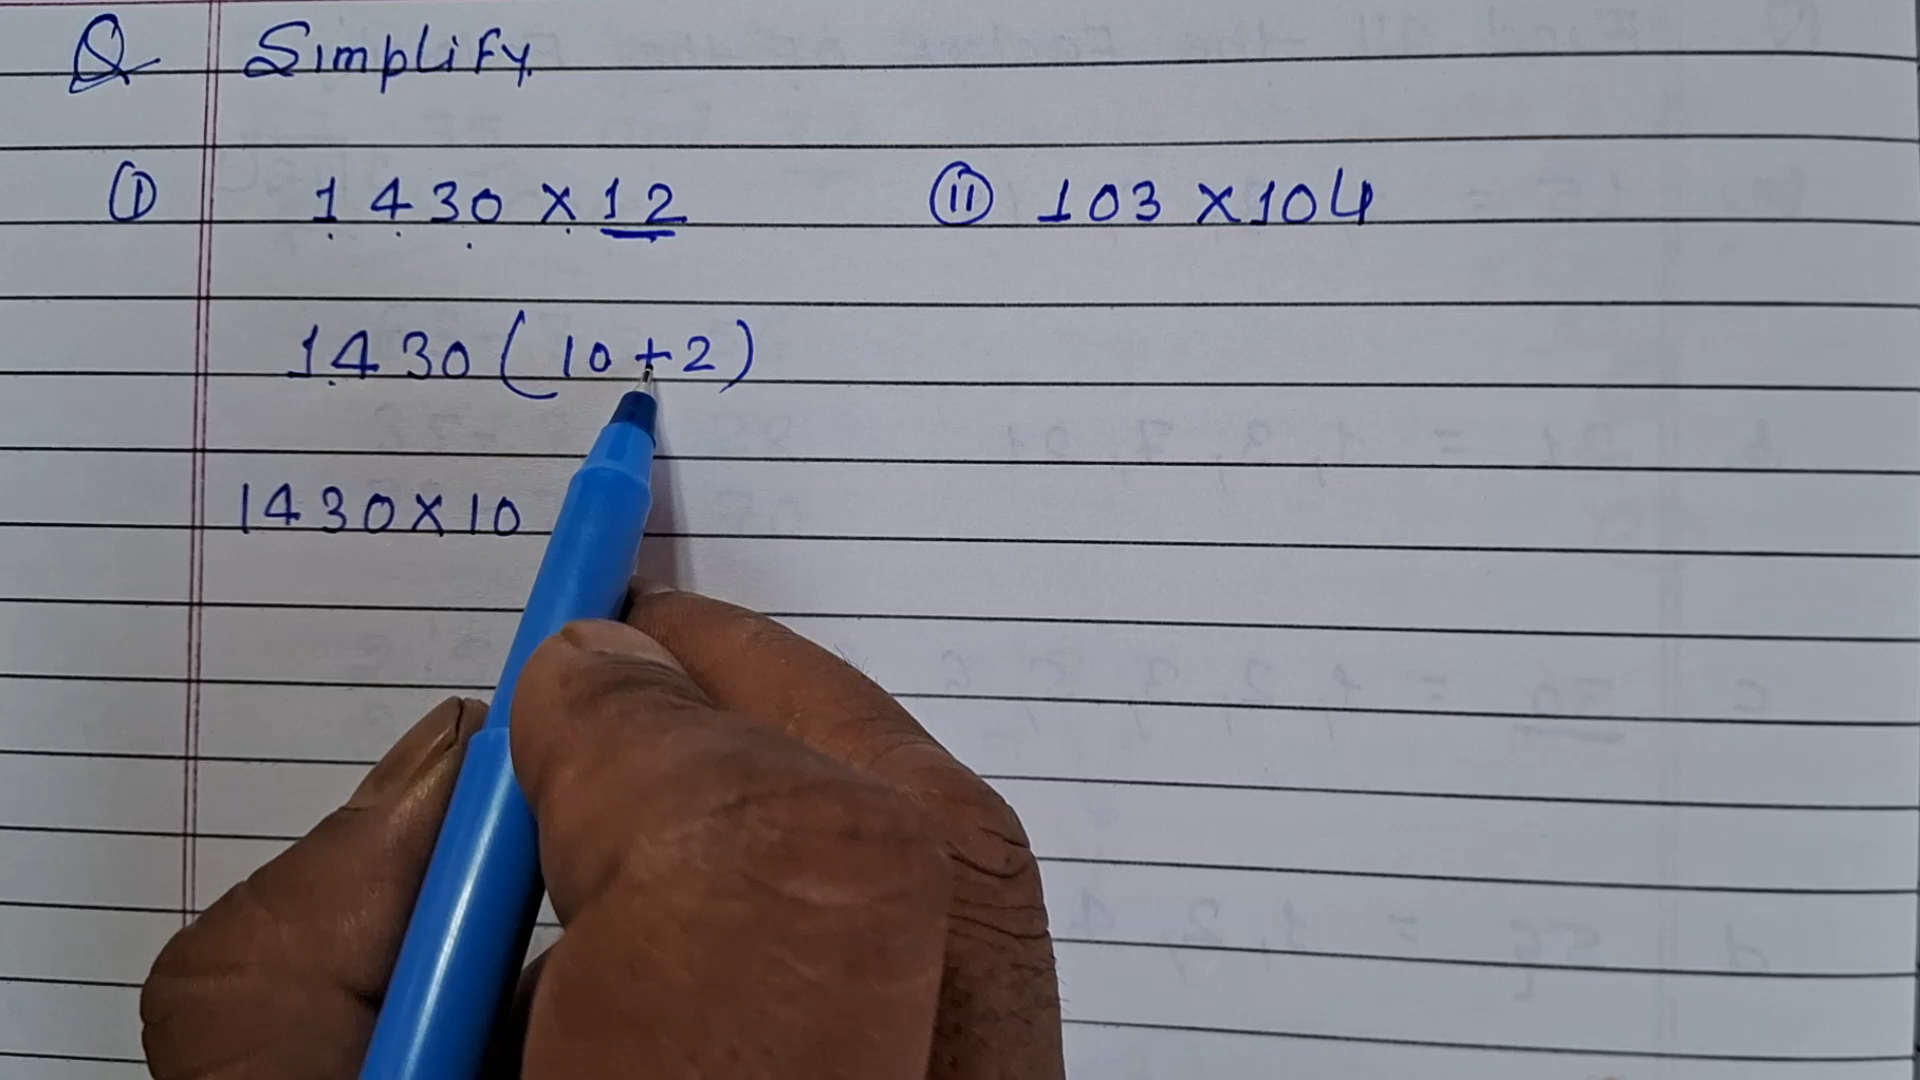 Q Simplify
(I) 1430 × 12 (II) 103 × 104
1430 ( 10 + 2 )
1430 × 10